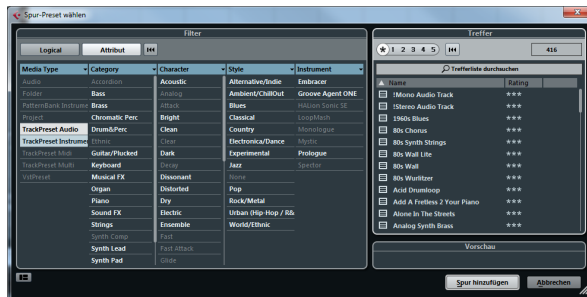 Spur-Preset wählen
Filter
Logical Attribut
Media Type Category Character Style Instrument
Audio Accordion Acoustic Alternative/Indie Embracer
Folder Bass Analog Ambient/ChillOut Groove Agent ONE
PatternBank Instrume Brass Attack Blues HALion Sonic SE
Project Chromatic Perc Bright Classical LoopMash
TrackPreset Audio Drum&Perc Clean Country Monologue
TrackPreset Instrumer Ethnic Clear Electronica/Dance Mystic
TrackPreset Midi Guitar/Plucked Dark Experimental Prologue
TrackPreset Multi Keyboard Decay Jazz Spector
VstPreset Musical FX Dissonant None
Organ Distorted Pop
Piano Dry Rock/Metal
Sound FX Electric Urban (Hip-Hop / R&
Strings Ensemble World/Ethnic
Synth Comp Fast
Synth Lead Fast Attack
Synth Pad Glide
Treffer
* 1 2 3 4 5 416
Trefferliste durchsuchen
Name Rating
!Mono Audio Track ***
!Stereo Audio Track ***
1960s Blues ***
80s Chorus ***
80s Synth Strings ***
80s Wall Lite ***
80s Wall ***
80s Wurlitzer ***
Acid Drumloop ***
Add A Fretless 2 Your Piano ***
Alone In The Streets ***
Analog Synth Brass ***
Vorschau
Spur hinzufügen Abbrechen